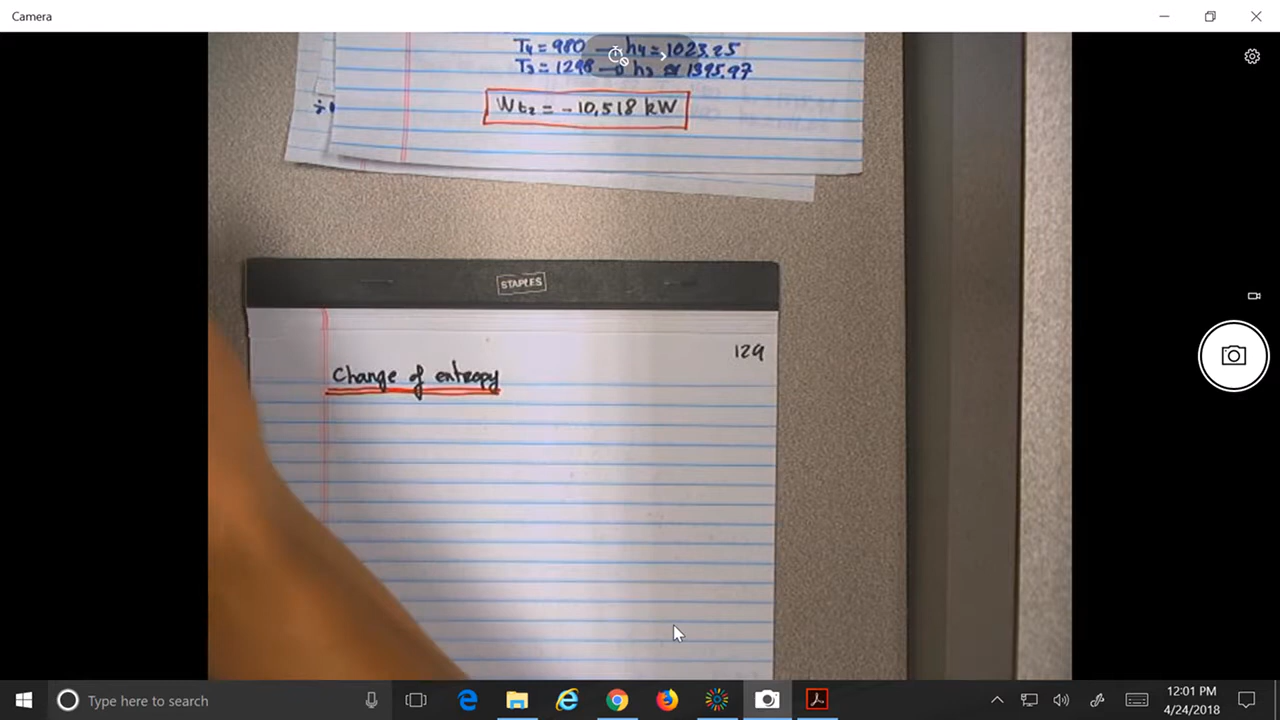 Camera
T4 = 980 → h4 = 1023.25
T3 = 1298 → h3 ≈ 1395.97
Wt2 = - 10,518 kW
STAPLES
129
Change of entropy
Type here to search
12:01 PM
4/24/2018